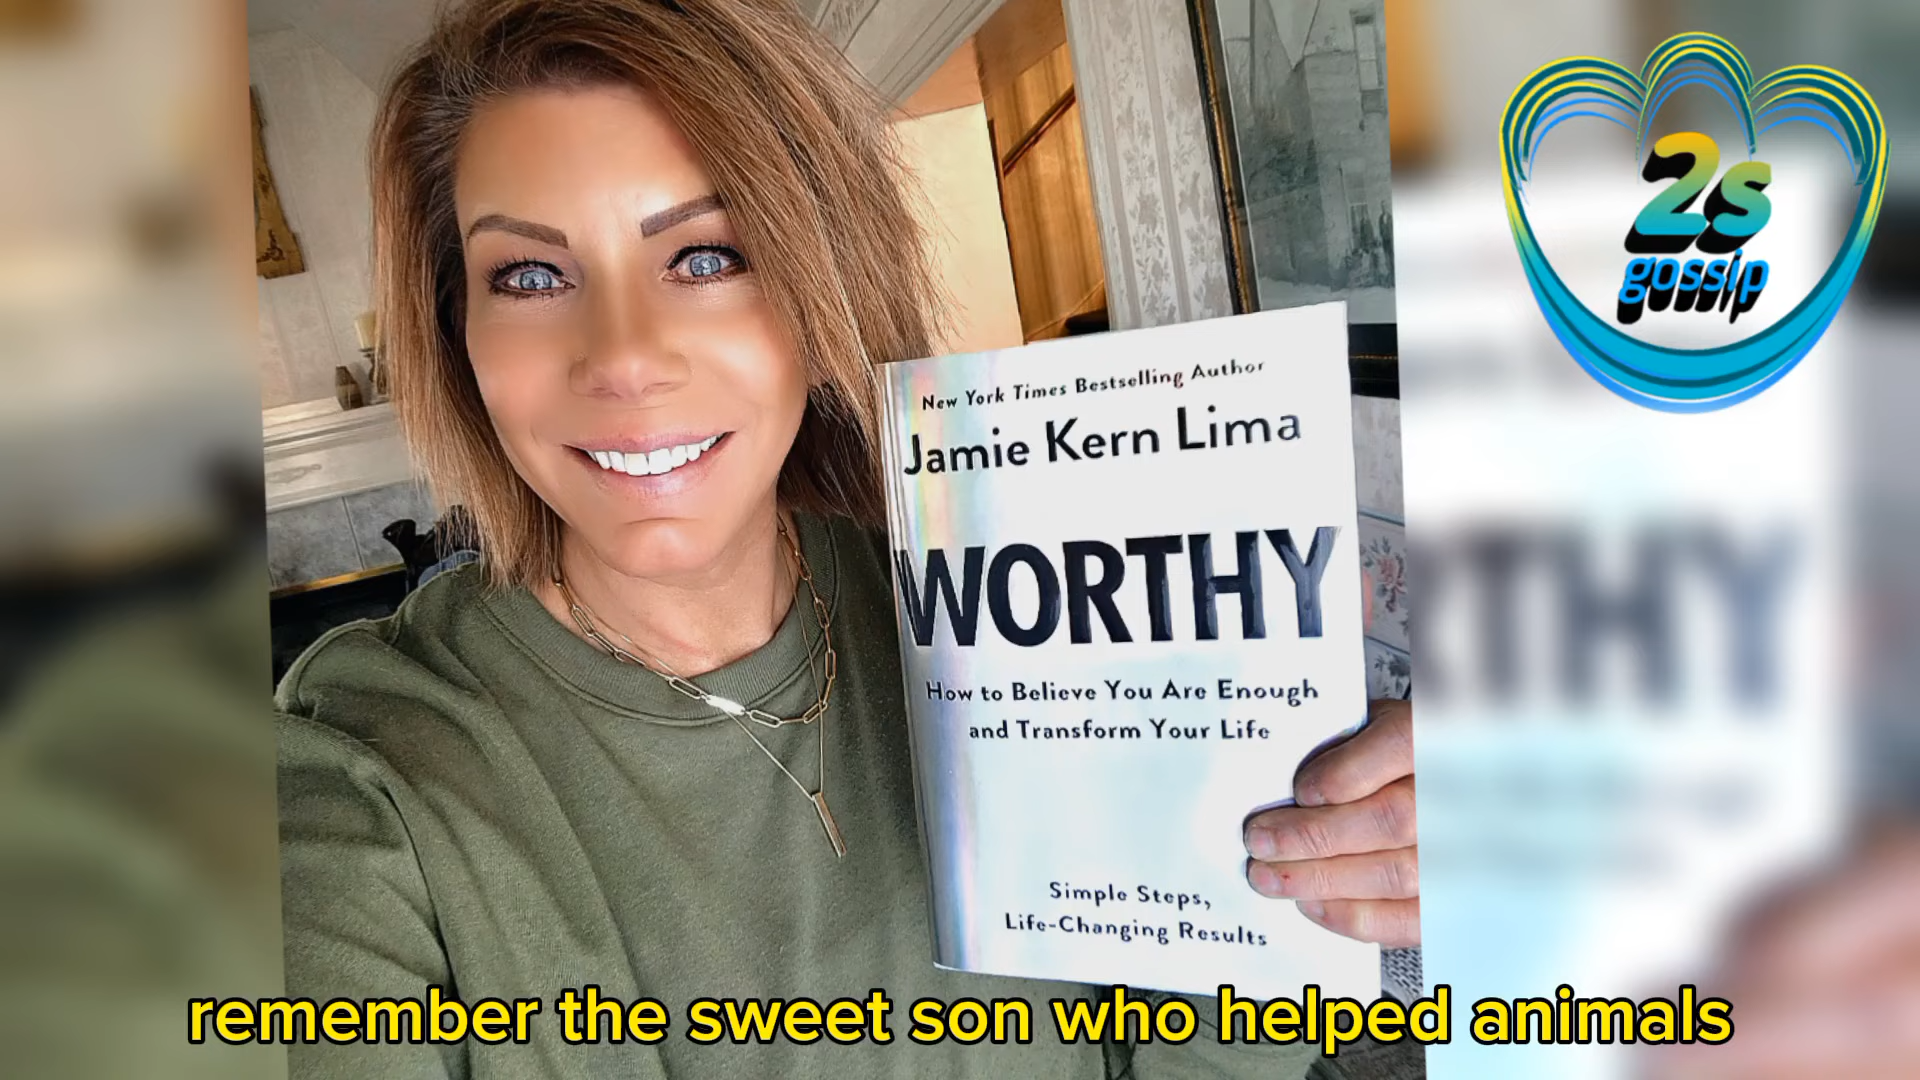 2s
gossip
New York Times Bestselling Author
Jamie Kern Lima
WORTHY
How to Believe You Are Enough
and Transform Your Life
Simple Steps,
Life-Changing Results
remember the sweet son who helped animals